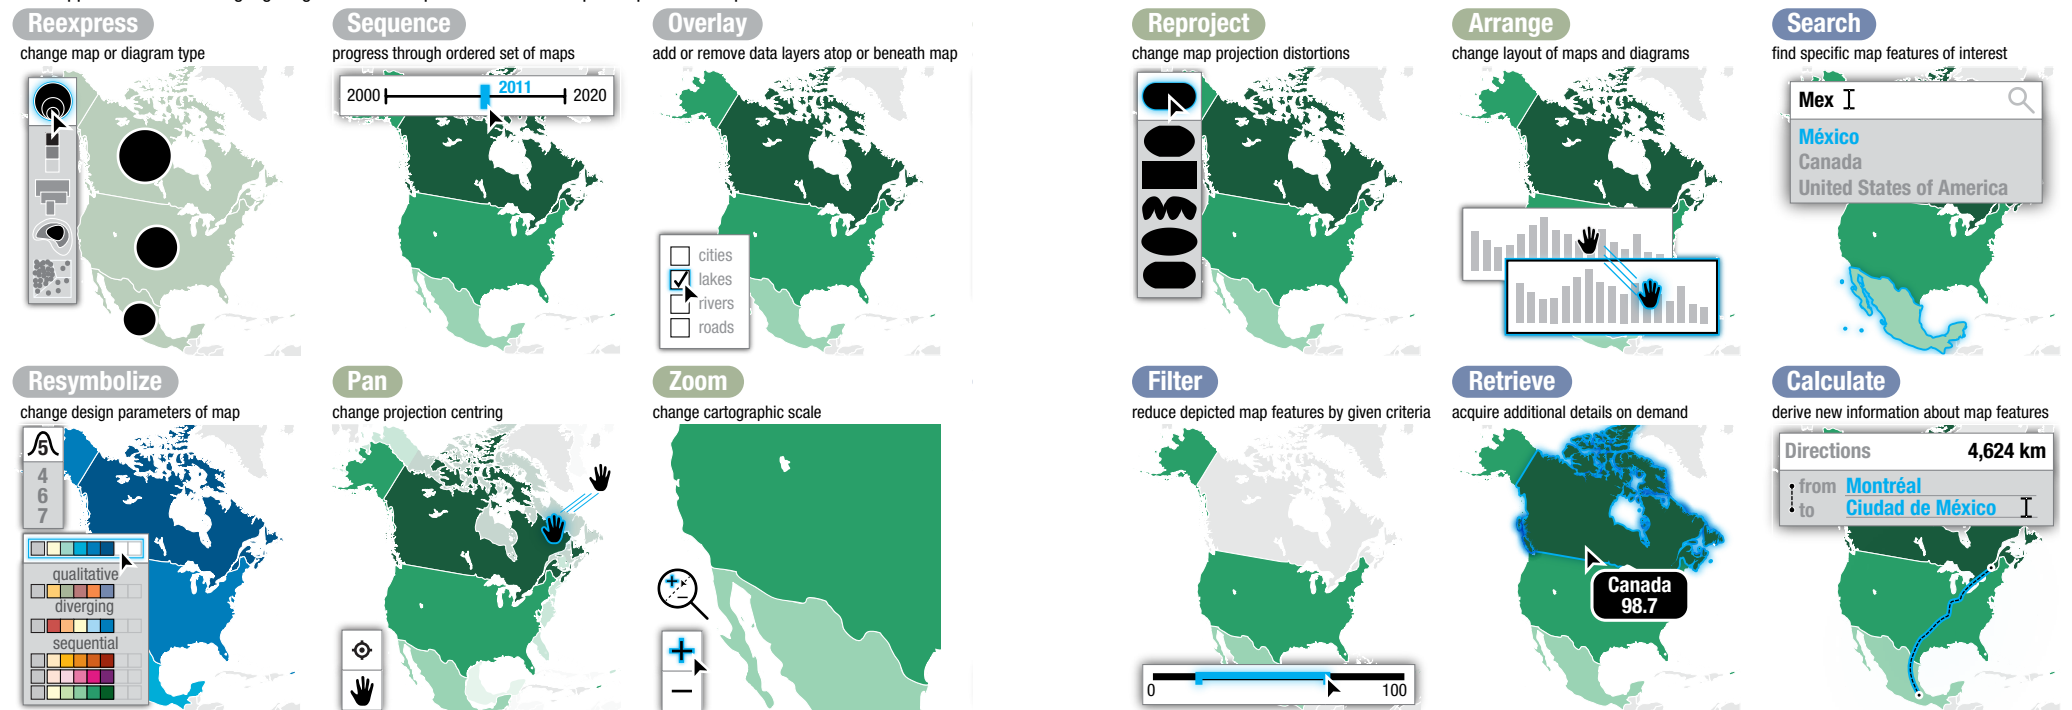 Reexpress
change map or diagram type
Sequence
progress through ordered set of maps
2000
2011
2020
Overlay
add or remove data layers atop or beneath map
cities
lakes
rivers
roads
Reproject
change map projection distortions
Arrange
change layout of maps and diagrams
Search
find specific map features of interest
Mex
México
Canada
United States of America
Resymbolize
change design parameters of map
5
4
6
7
qualitative
diverging
sequential
Pan
change projection centring
Zoom
change cartographic scale
Filter
reduce depicted map features by given criteria
0
100
Retrieve
acquire additional details on demand
Canada
98.7
Calculate
derive new information about map features
Directions 4,624 km
from Montréal
to Ciudad de México